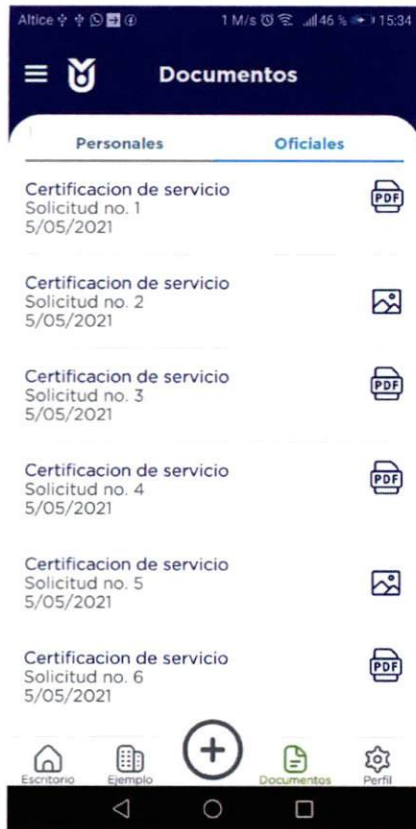 Altice 1 M/s 46 % 15:34
Documentos
Personales Oficiales
Certificacion de servicio
Solicitud no. 1
5/05/2021
PDF
Certificacion de servicio
Solicitud no. 2
5/05/2021
Certificacion de servicio
Solicitud no. 3
5/05/2021
PDF
Certificacion de servicio
Solicitud no. 4
5/05/2021
PDF
Certificacion de servicio
Solicitud no. 5
5/05/2021
Certificacion de servicio
Solicitud no. 6
5/05/2021
PDF
Escritorio Ejemplo Documentos Perfil